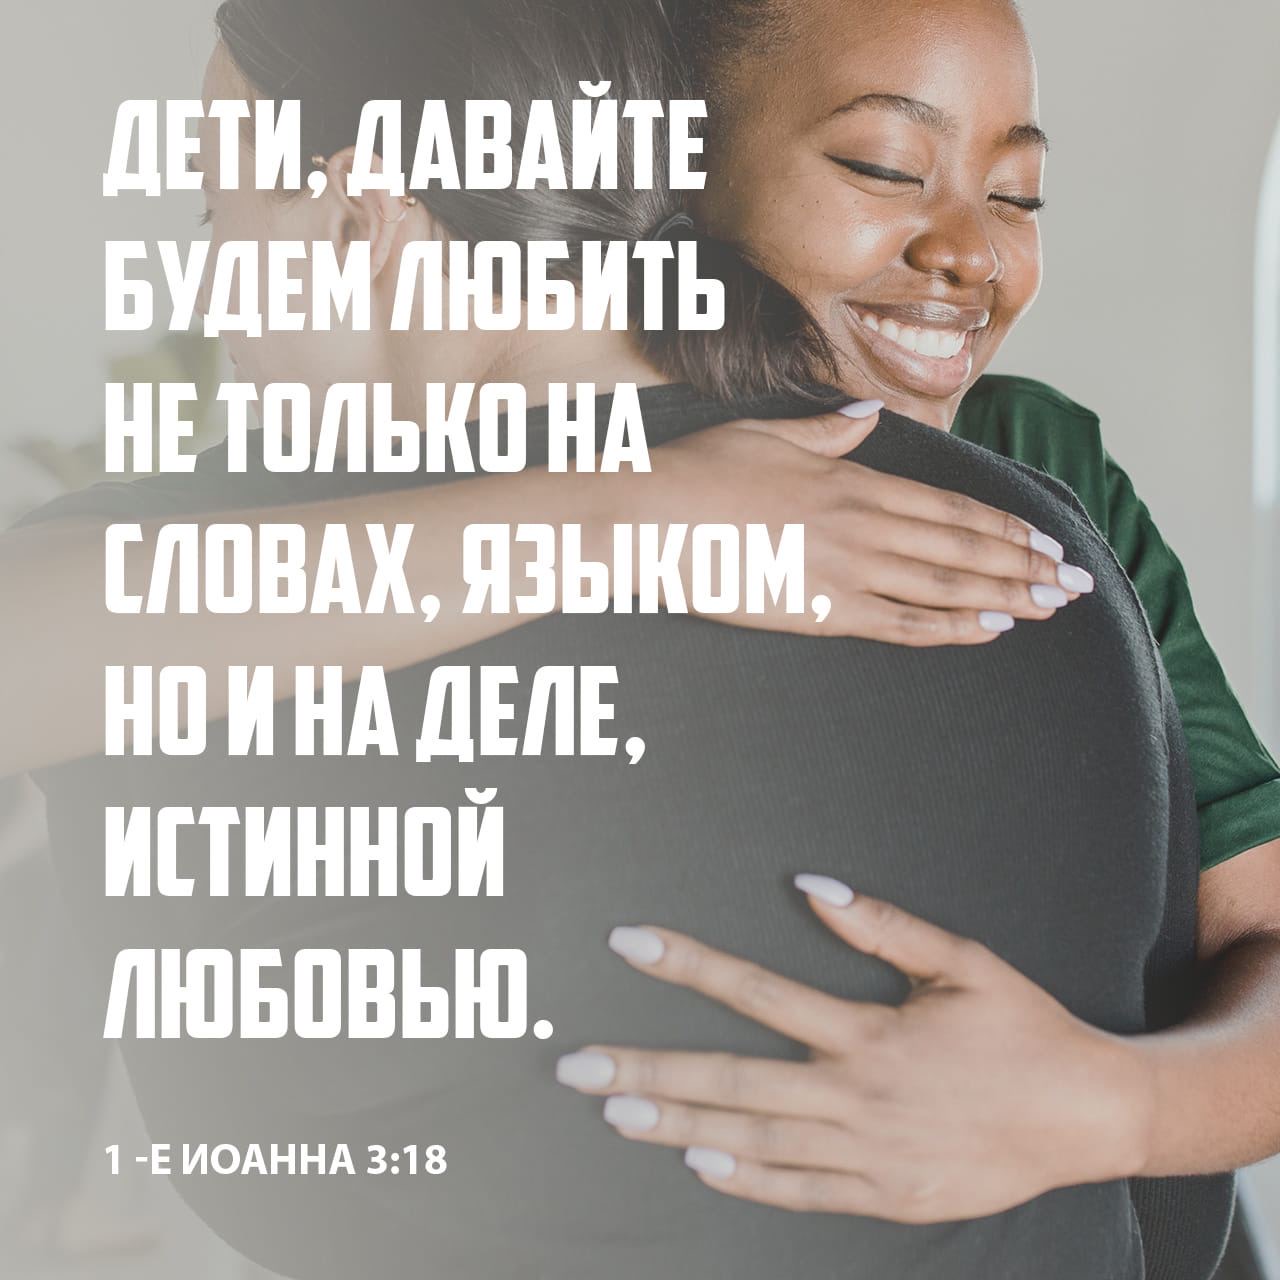 ДЕТИ, ДАВАЙТЕ
БУДЕМ ЛЮБИТЬ
НЕ ТОЛЬКО НА
СЛОВАХ, ЯЗЫКОМ,
НО И НА ДЕЛЕ,
ИСТИННОЙ
ЛЮБОВЬЮ.
1 -Е ИОАННА 3:18